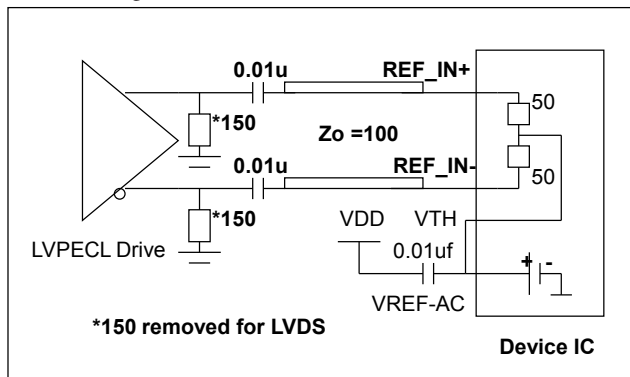 0.01u
REF_IN+
50
*150
Zo =100
0.01u
REF_IN-
50
*150
VDD
VTH
LVPECL Drive
0.01uf
+ -
VREF-AC
*150 removed for LVDS
Device IC